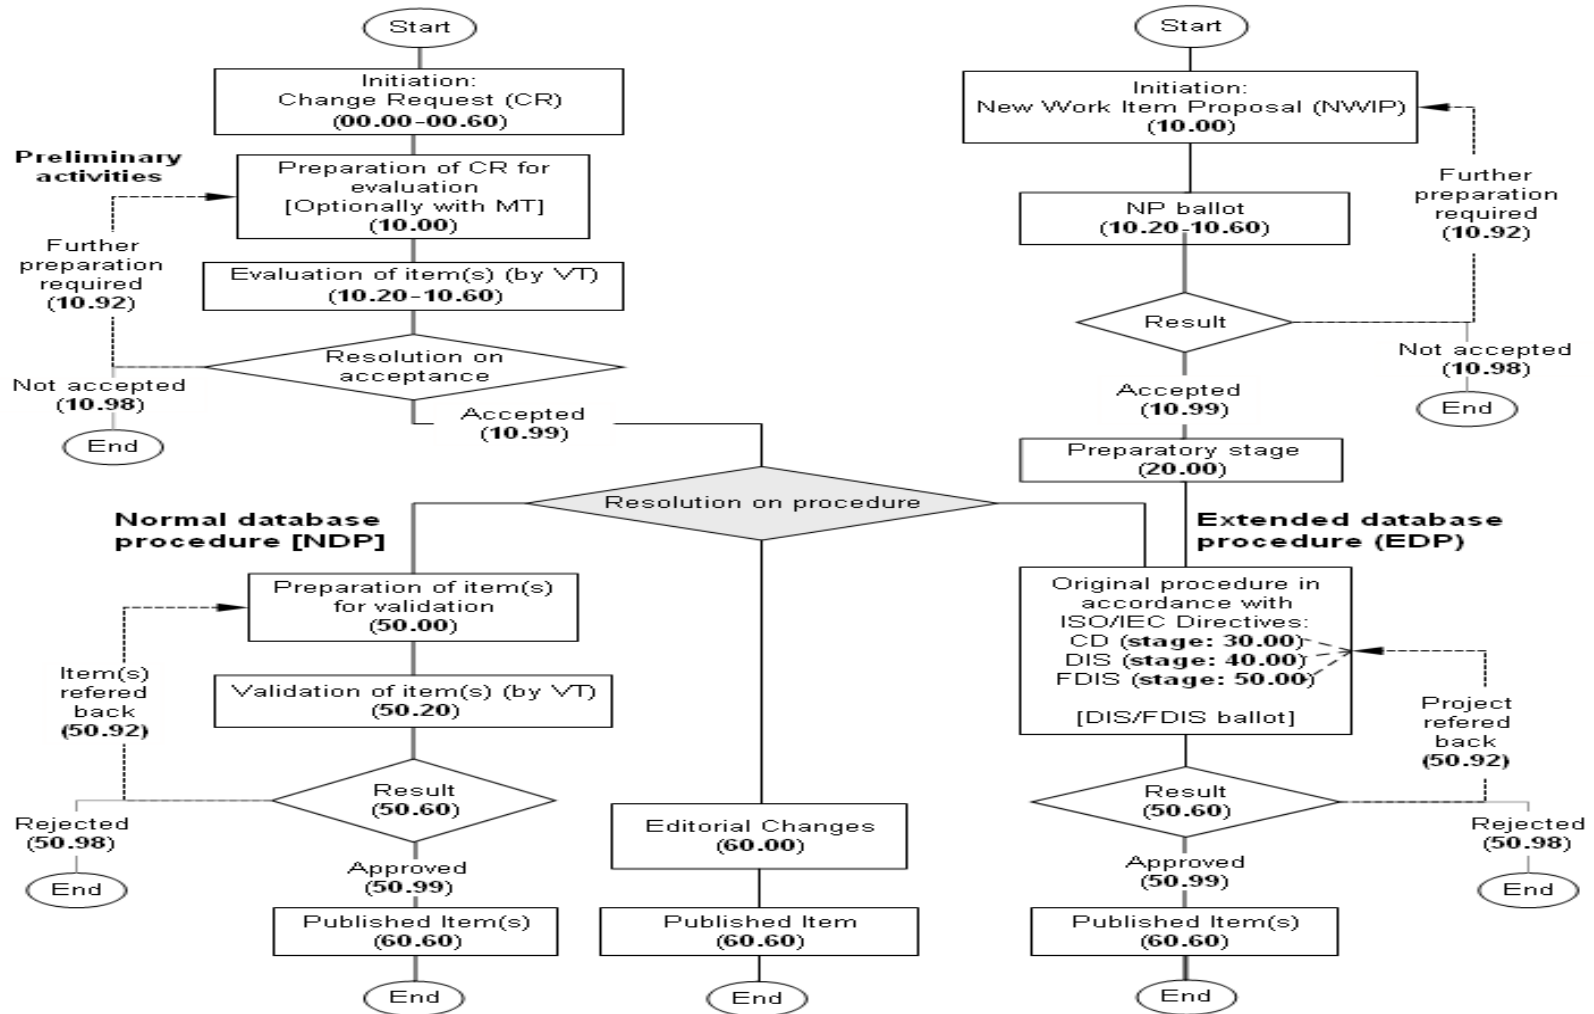 Start
Initiation:
Change Request (CR)
(00.00-00.60)
Preliminary
activities
Preparation of CR for
evaluation
[Optionally with MT]
(10.00)
Further
preparation
required
(10.92)
Evaluation of item(s) (by VT)
(10.20-10.60)
Resolution on
acceptance
Not accepted
(10.98)
End
Accepted
(10.99)
Start
Initiation:
New Work Item Proposal (NWIP)
(10.00)
Further
preparation
required
(10.92)
NP ballot
(10.20-10.60)
Result
Not accepted
(10.98)
End
Accepted
(10.99)
Preparatory stage
(20.00)
Resolution on procedure
Normal database
procedure [NDP]
Preparation of item(s)
for validation
(50.00)
Item(s)
refered
back
(50.92)
Validation of item(s) (by VT)
(50.20)
Result
(50.60)
Rejected
(50.98)
End
Approved
(50.99)
Published Item(s)
(60.60)
End
Editorial Changes
(60.00)
Published Item
(60.60)
End
Extended database
procedure (EDP)
Original procedure in
accordance with
ISO/IEC Directives:
CD (stage: 30.00)
DIS (stage: 40.00)
FDIS (stage: 50.00)
[DIS/FDIS ballot]
Project
refered
back
(50.92)
Result
(50.60)
Rejected
(50.98)
End
Approved
(50.99)
Published Item(s)
(60.60)
End